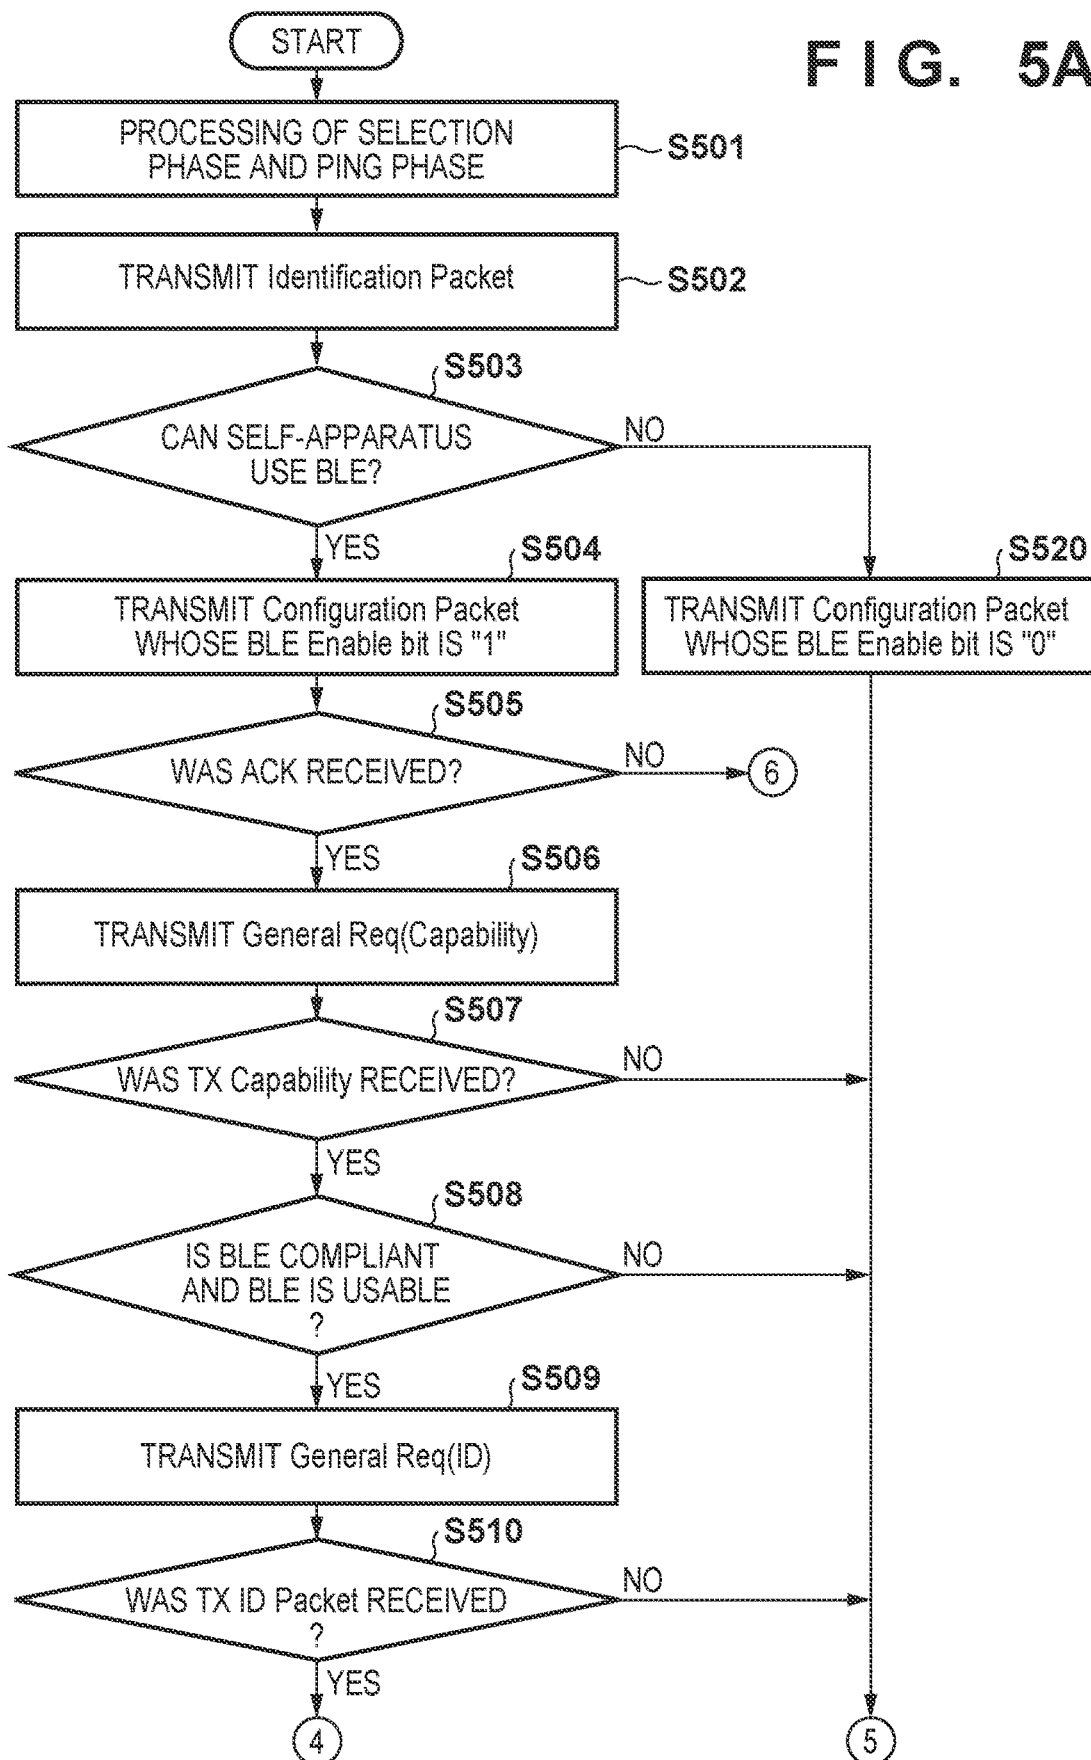 START
F I G. 5A
PROCESSING OF SELECTION
PHASE AND PING PHASE
S501
TRANSMIT Identification Packet
S502
S503
CAN SELF-APPARATUS
USE BLE?
NO
YES
S504
TRANSMIT Configuration Packet
WHOSE BLE Enable bit IS "1"
S520
TRANSMIT Configuration Packet
WHOSE BLE Enable bit IS "0"
S505
WAS ACK RECEIVED?
NO
6
YES
S506
TRANSMIT General Req(Capability)
S507
WAS TX Capability RECEIVED?
NO
YES
S508
IS BLE COMPLIANT
AND BLE IS USABLE
?
NO
YES
S509
TRANSMIT General Req(ID)
S510
WAS TX ID Packet RECEIVED
?
NO
YES
4
5